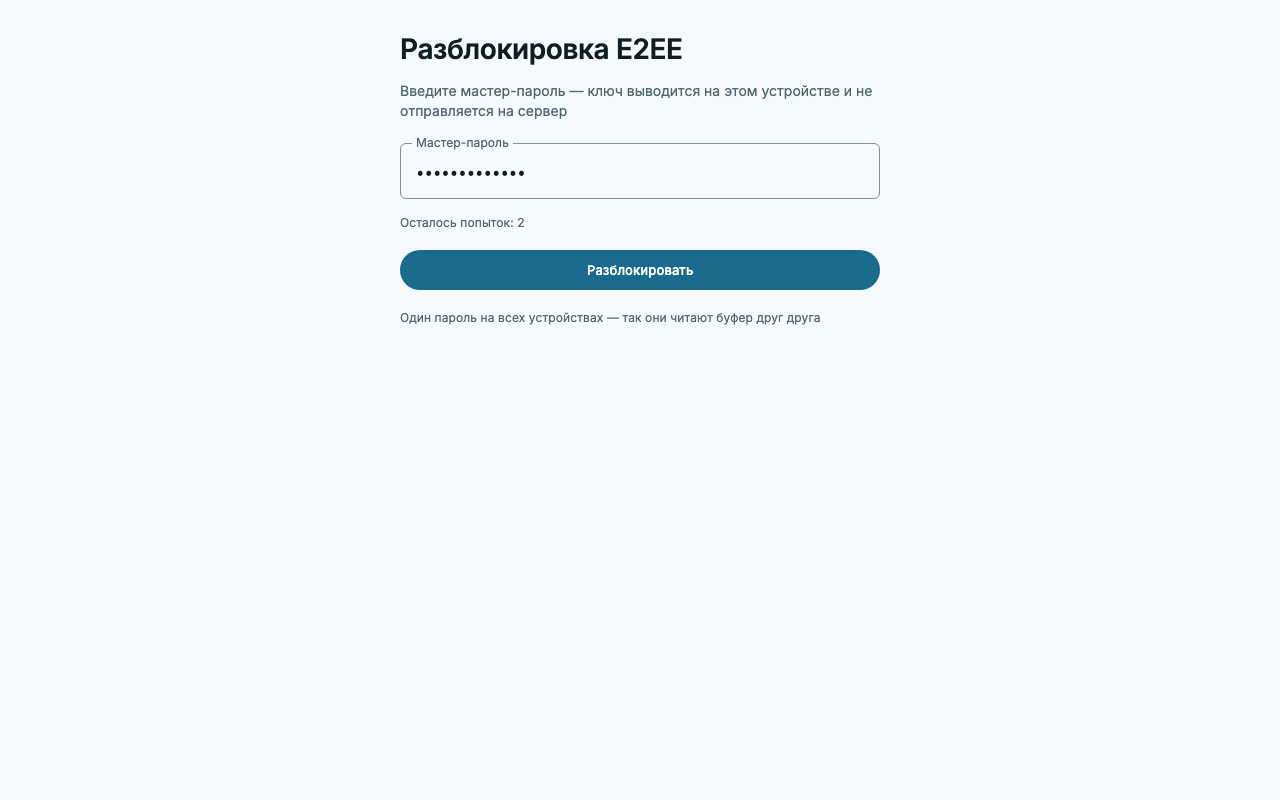 Разблокировка E2EE
Введите мастер-пароль — ключ выводится на этом устройстве и не
отправляется на сервер
Мастер-пароль
•••••••••••••
Осталось попыток: 2
Разблокировать
Один пароль на всех устройствах — так они читают буфер друг друга